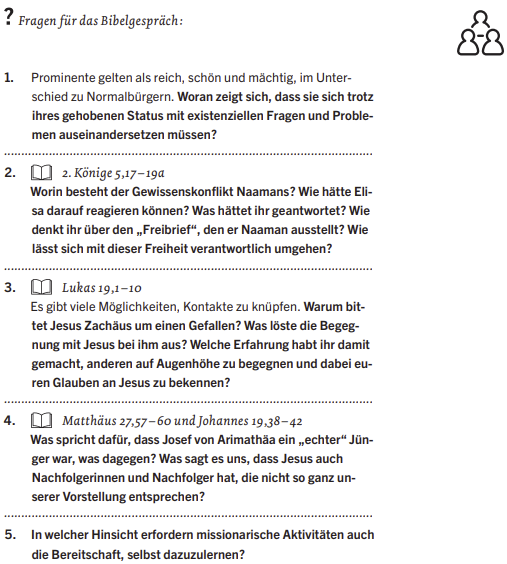 ? Fragen für das Bibelgespräch:
1. Prominente gelten als reich, schön und mächtig, im Unter-
schied zu Normalbürgern. Woran zeigt sich, dass sie sich trotz
ihres gehobenen Status mit existenziellen Fragen und Proble-
men auseinandersetzen müssen?
2. 2. Könige 5,17–19a
Worin besteht der Gewissenskonflikt Naamans? Wie hätte Eli-
sa darauf reagieren können? Was hättet ihr geantwortet? Wie
denkt ihr über den „Freibrief“, den er Naaman ausstellt? Wie
lässt sich mit dieser Freiheit verantwortlich umgehen?
3. Lukas 19,1–10
Es gibt viele Möglichkeiten, Kontakte zu knüpfen. Warum bit-
tet Jesus Zachäus um einen Gefallen? Was löste die Begeg-
nung mit Jesus bei ihm aus? Welche Erfahrung habt ihr damit
gemacht, anderen auf Augenhöhe zu begegnen und dabei eu-
ren Glauben an Jesus zu bekennen?
4. Matthäus 27,57–60 und Johannes 19,38–42
Was spricht dafür, dass Josef von Arimathäa ein „echter“ Jün-
ger war, was dagegen? Was sagt es uns, dass Jesus auch
Nachfolgerinnen und Nachfolger hat, die nicht so ganz un-
serer Vorstellung entsprechen?
5. In welcher Hinsicht erfordern missionarische Aktivitäten auch
die Bereitschaft, selbst dazuzulernen?